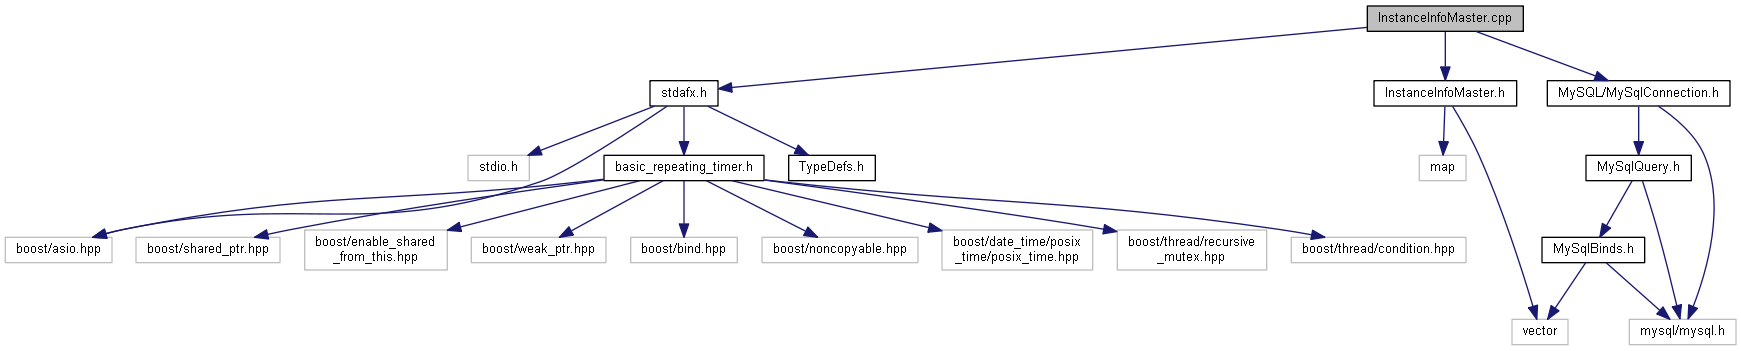 InstanceInfoMaster.cpp
stdafx.h
InstanceInfoMaster.h
MySQL/MySqlConnection.h
stdio.h
basic_repeating_timer.h
TypeDefs.h
map
MySqlQuery.h
boost/asio.hpp
boost/shared_ptr.hpp
boost/enable_shared
_from_this.hpp
boost/weak_ptr.hpp
boost/bind.hpp
boost/noncopyable.hpp
boost/date_time/posix
_time/posix_time.hpp
boost/thread/recursive
_mutex.hpp
boost/thread/condition.hpp
MySqlBinds.h
vector
mysql/mysql.h